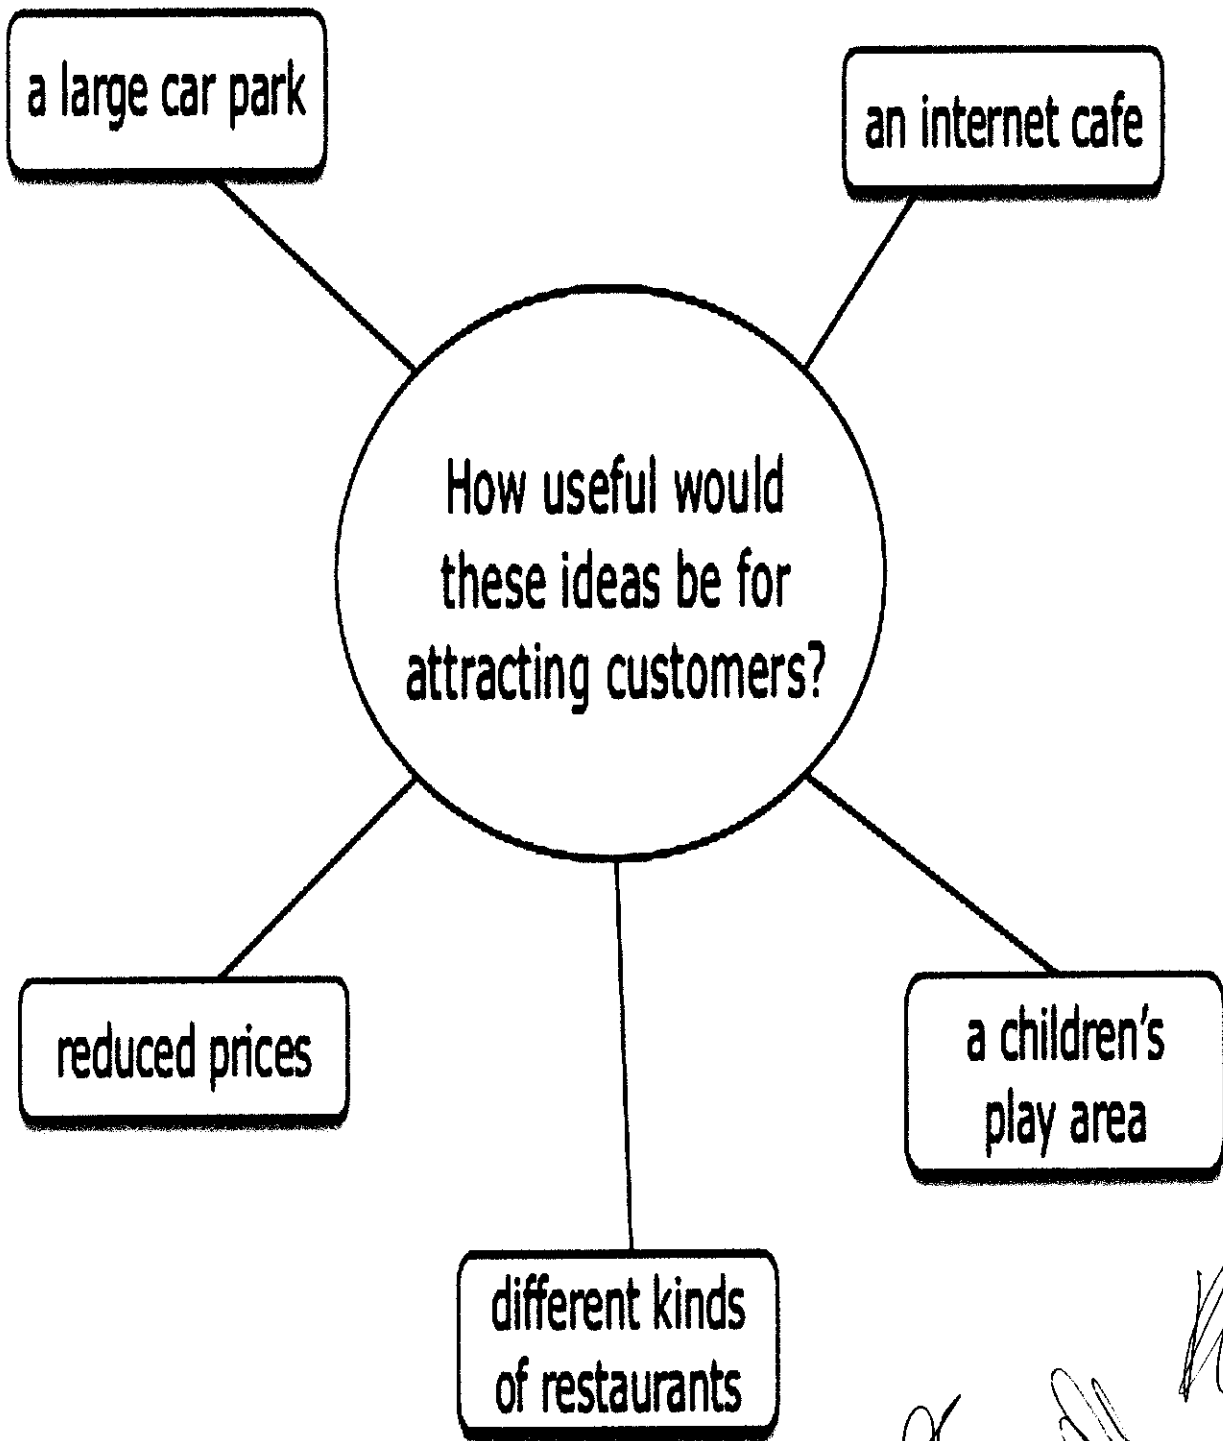 a large car park
an internet cafe
How useful would
these ideas be for
attracting customers?
reduced prices
a children's
play area
different kinds
of restaurants